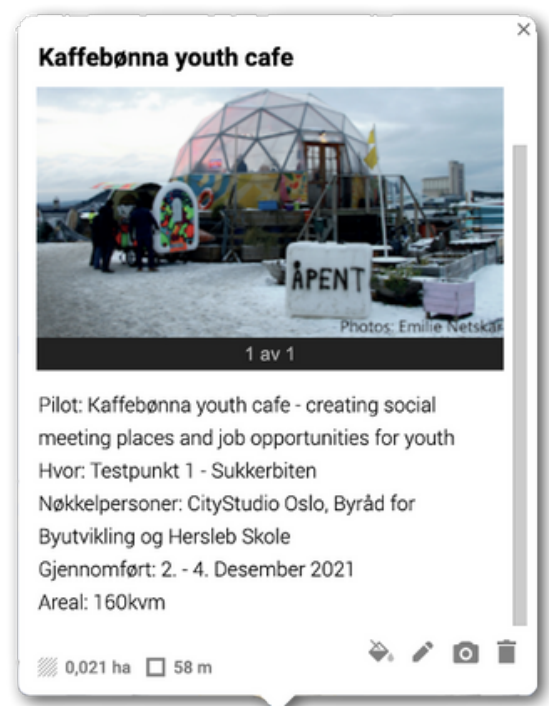 Kaffebønna youth cafe
ÅPENT
Photos: Emilie Netskar
1 av 1
Pilot: Kaffebønna youth cafe - creating social
meeting places and job opportunities for youth
Hvor: Testpunkt 1 - Sukkerbiten
Nøkkelpersoner: CityStudio Oslo, Byråd for
Byutvikling og Hersleb Skole
Gjennomført: 2. - 4. Desember 2021
Areal: 160kvm
0,021 ha 58 m